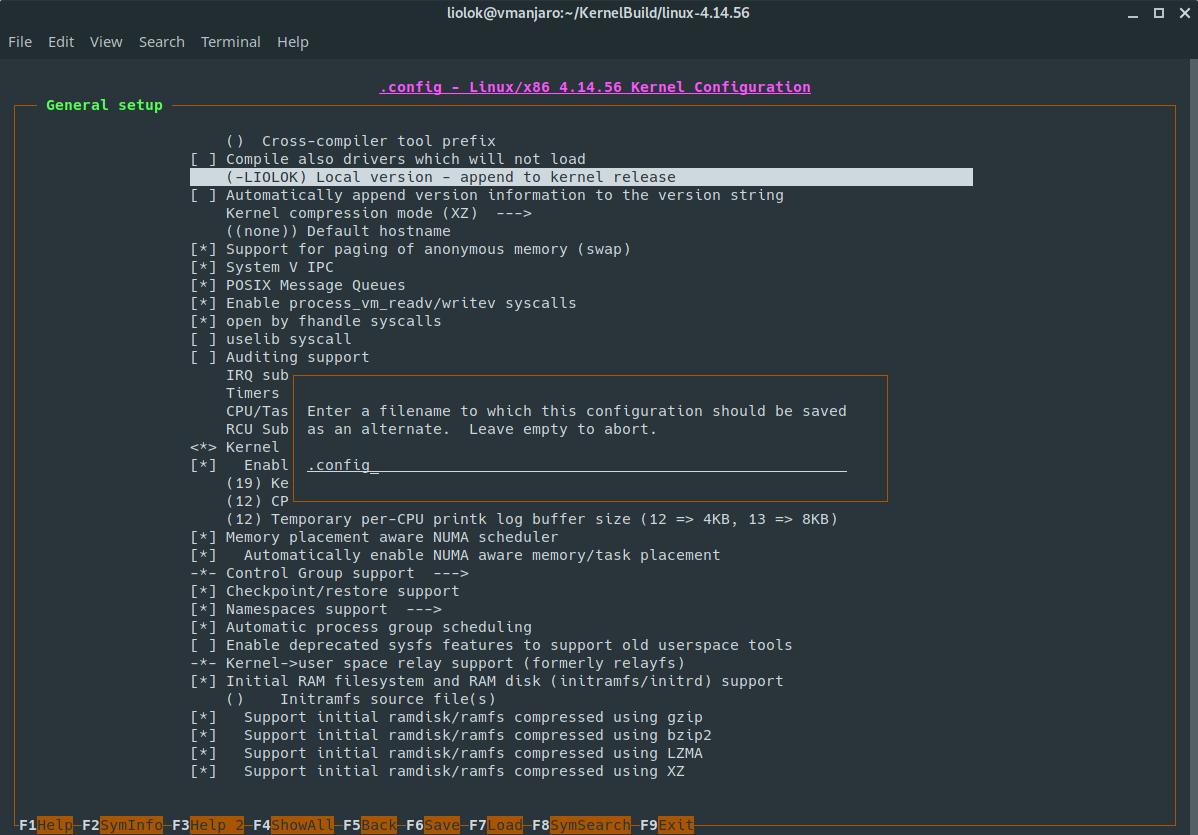 liolok@vmanjaro:~/KernelBuild/linux-4.14.56
File Edit View Search Terminal Help
.config - Linux/x86 4.14.56 Kernel Configuration
General setup
() Cross-compiler tool prefix
[ ] Compile also drivers which will not load
(-LIOLOK) Local version - append to kernel release
[ ] Automatically append version information to the version string
Kernel compression mode (XZ) --->
((none)) Default hostname
[*] Support for paging of anonymous memory (swap)
[*] System V IPC
[*] POSIX Message Queues
[*] Enable process_vm_readv/writev syscalls
[*] open by fhandle syscalls
[ ] uselib syscall
[ ] Auditing support
IRQ sub
Timers
CPU/Tas
RCU Sub
<*> Kernel
[*] Enabl
(19) Ke
(12) CP
Enter a filename to which this configuration should be saved
as an alternate. Leave empty to abort.
.config_
(12) Temporary per-CPU printk log buffer size (12 => 4KB, 13 => 8KB)
[*] Memory placement aware NUMA scheduler
[*] Automatically enable NUMA aware memory/task placement
-*- Control Group support --->
[*] Checkpoint/restore support
[*] Namespaces support --->
[*] Automatic process group scheduling
[ ] Enable deprecated sysfs features to support old userspace tools
-*- Kernel->user space relay support (formerly relayfs)
[*] Initial RAM filesystem and RAM disk (initramfs/initrd) support
() Initramfs source file(s)
[*] Support initial ramdisk/ramfs compressed using gzip
[*] Support initial ramdisk/ramfs compressed using bzip2
[*] Support initial ramdisk/ramfs compressed using LZMA
[*] Support initial ramdisk/ramfs compressed using XZ
F1Help F2SymInfo F3Help 2 F4ShowAll F5Back F6Save F7Load F8SymSearch F9Exit